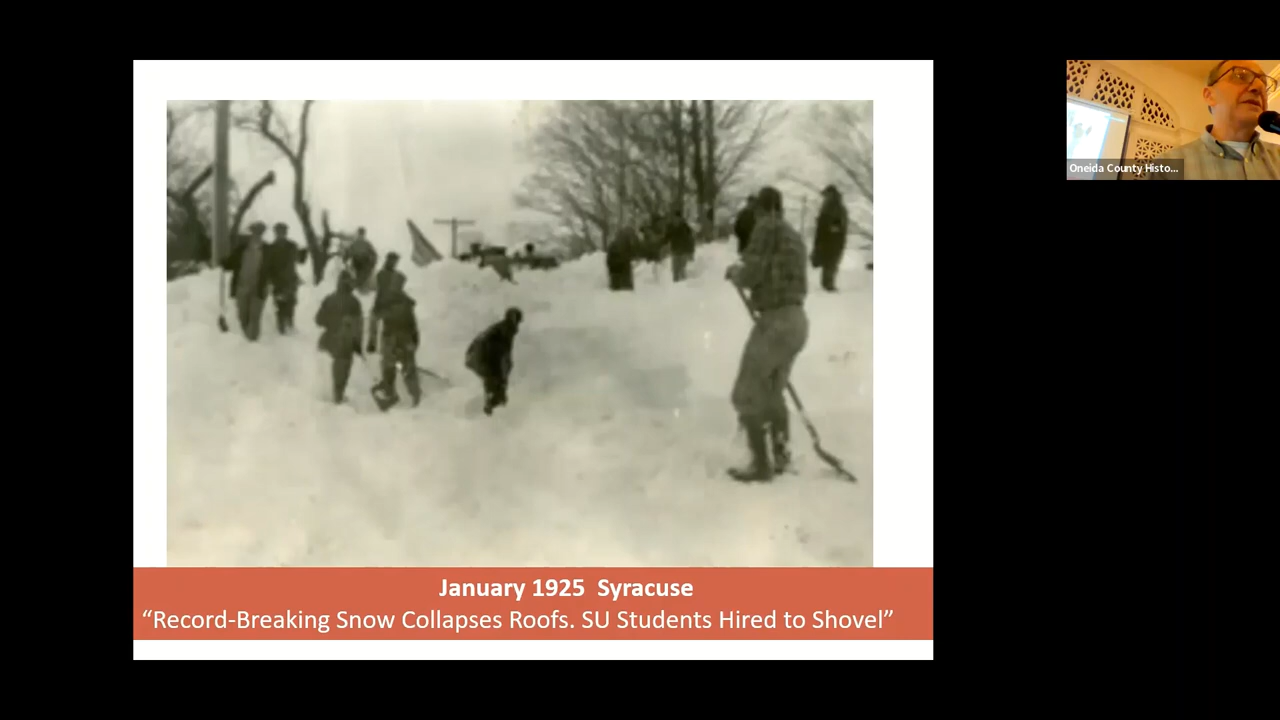 January 1925 Syracuse
“Record-Breaking Snow Collapses Roofs. SU Students Hired to Shovel”
Oneida County Histo...